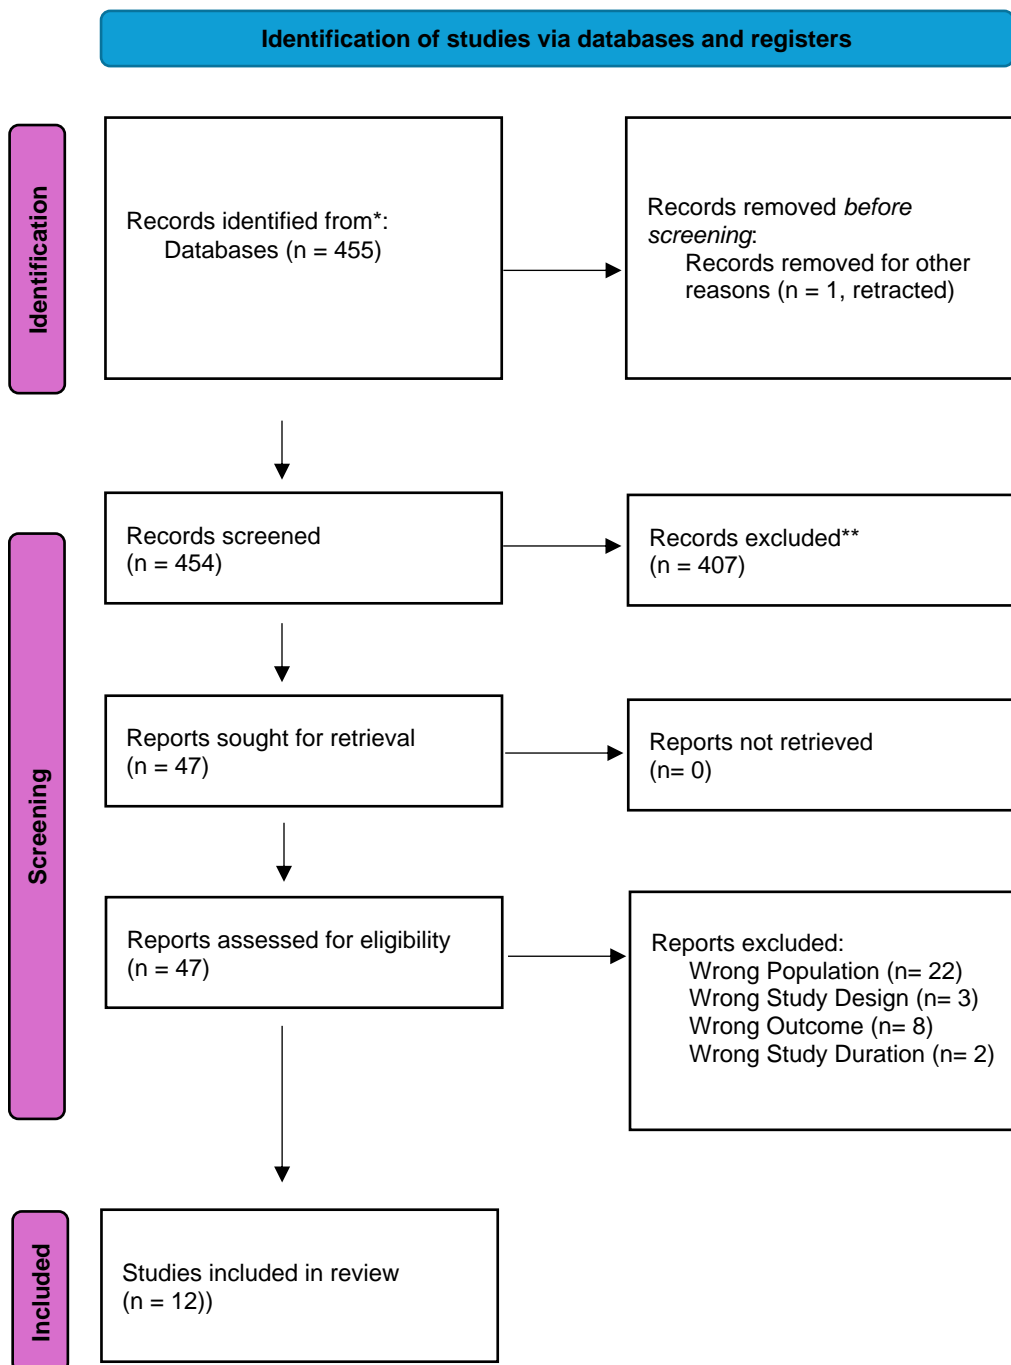 Identification of studies via databases and registers
Identification
Records identified from*:
Databases (n = 455)
Records removed before
screening:
Records removed for other
reasons (n = 1, retracted)
Screening
Records screened
(n = 454)
Records excluded**
(n = 407)
Reports sought for retrieval
(n = 47)
Reports not retrieved
(n= 0)
Reports assessed for eligibility
(n = 47)
Reports excluded:
Wrong Population (n= 22)
Wrong Study Design (n= 3)
Wrong Outcome (n= 8)
Wrong Study Duration (n= 2)
Included
Studies included in review
(n = 12))